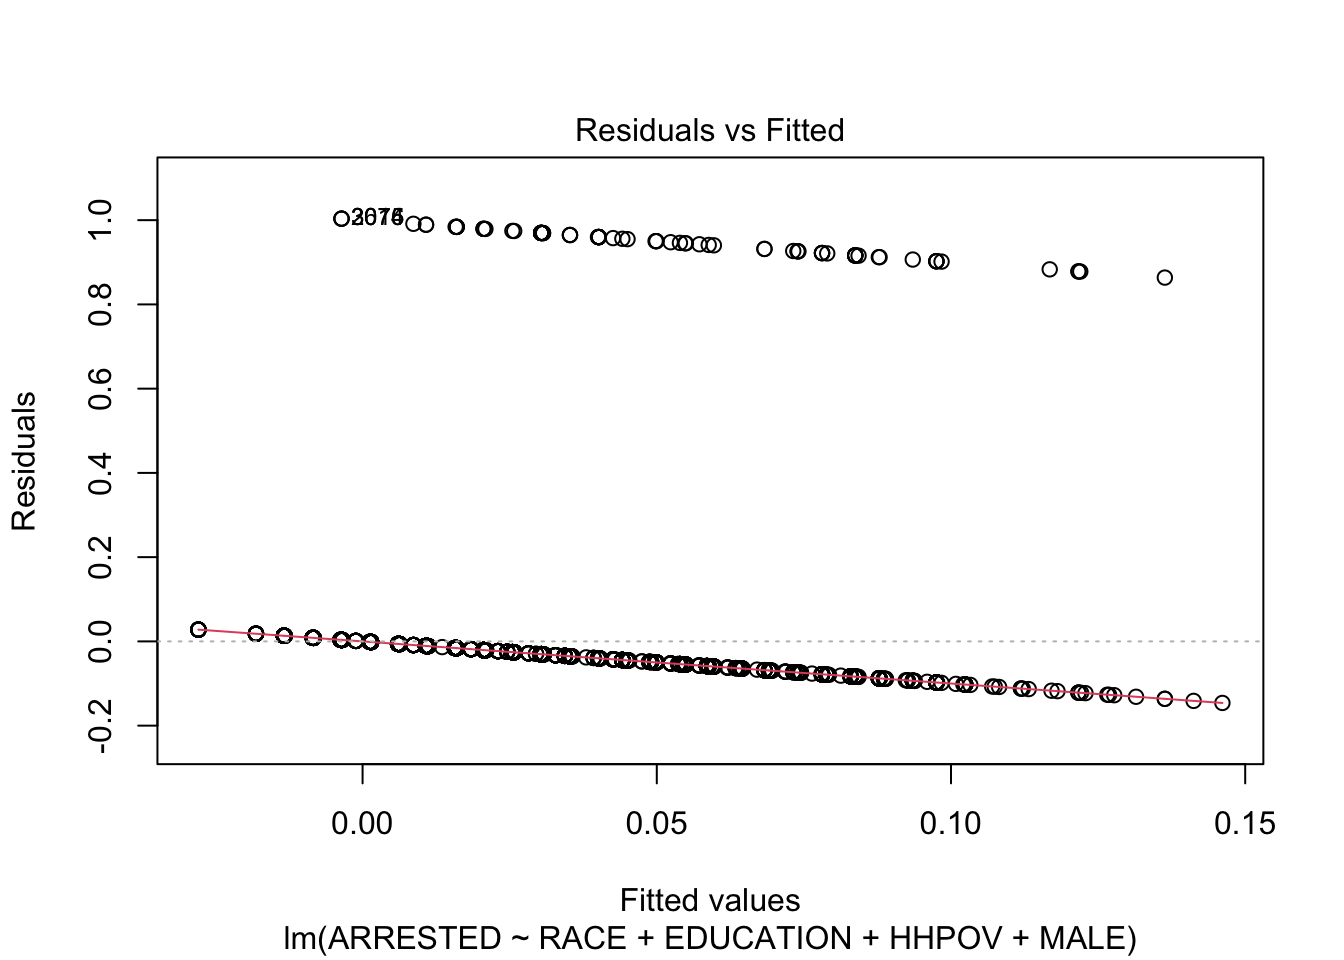 Residuals vs Fitted
Residuals
1.0
0.8
0.6
0.4
0.2
0.0
-0.2
0.00 0.05 0.10 0.15
Fitted values
lm(ARRESTED ~ RACE + EDUCATION + HHPOV + MALE)